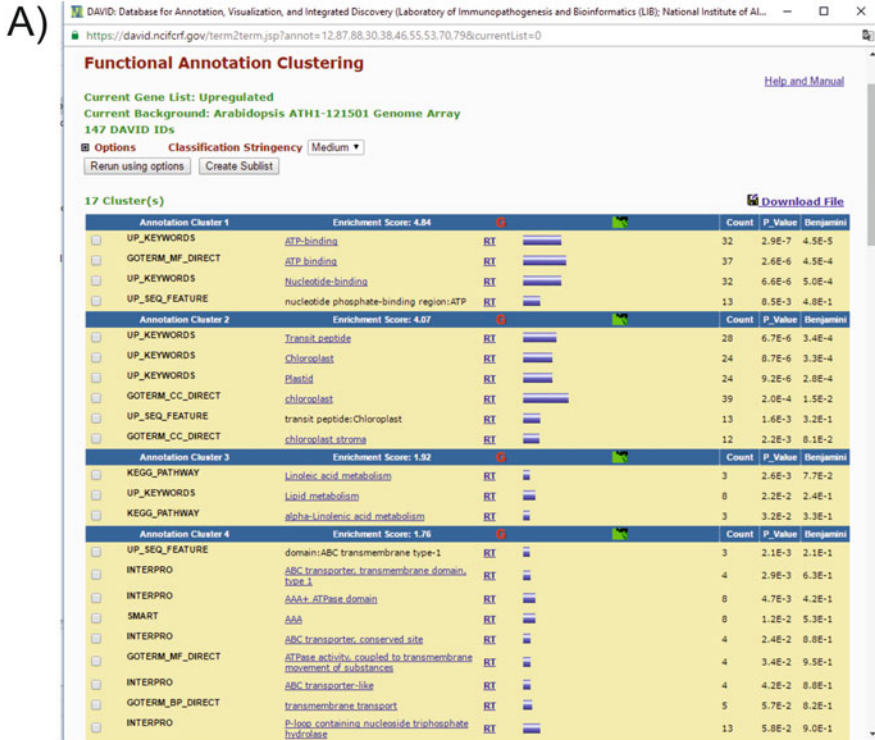 A)
DAVID: Database for Annotation, Visualization, and Integrated Discovery (Laboratory of Immunopathogenesis and Bioinformatics (LIB); National Institute of Al...
https://david.ncifcrf.gov/term2term.jsp?annot=12,87,88,30,38,46,55,53,70,79&currentList=0
Functional Annotation Clustering
Help and Manual
Current Gene List: Upregulated
Current Background: Arabidopsis ATH1-121501 Genome Array
147 DAVID IDs
Options Classification Stringency Medium
Rerun using options Create Sublist
17 Cluster(s) Download File
Annotation Cluster 1 Enrichment Score: 4.84 G Count P_Value Benjamini
UP_KEYWORDS ATP-binding RT 32 2.9E-7 4.5E-5
GOTERM_MF_DIRECT ATP binding RT 37 2.6E-6 4.5E-4
UP_KEYWORDS Nucleotide-binding RT 32 6.6E-6 5.0E-4
UP_SEQ_FEATURE nucleotide phosphate-binding region:ATP RT 13 8.5E-3 4.8E-1
Annotation Cluster 2 Enrichment Score: 4.07 G Count P_Value Benjamini
UP_KEYWORDS Transit peptide RT 28 6.7E-6 3.4E-4
UP_KEYWORDS Chloroplast RT 24 8.7E-6 3.3E-4
UP_KEYWORDS Plastid RT 24 9.2E-6 2.8E-4
GOTERM_CC_DIRECT chloroplast RT 39 2.0E-4 1.5E-2
UP_SEQ_FEATURE transit peptide:Chloroplast RT 13 1.6E-3 3.2E-1
GOTERM_CC_DIRECT chloroplast stroma RT 12 2.2E-3 8.1E-2
Annotation Cluster 3 Enrichment Score: 1.92 G Count P_Value Benjamini
KEGG_PATHWAY Linoleic acid metabolism RT 3 2.6E-3 7.7E-2
UP_KEYWORDS Lipid metabolism RT 8 2.2E-2 2.4E-1
KEGG_PATHWAY alpha-Linolenic acid metabolism RT 3 3.2E-2 3.3E-1
Annotation Cluster 4 Enrichment Score: 1.76 G Count P_Value Benjamini
UP_SEQ_FEATURE domain:ABC transmembrane type-1 RT 3 2.1E-3 2.1E-1
INTERPRO ABC transporter, transmembrane domain,
type 1 RT 4 2.9E-3 6.3E-1
INTERPRO AAA+ ATPase domain RT 8 4.7E-3 4.2E-1
SMART AAA RT 8 1.2E-2 5.3E-1
INTERPRO ABC transporter, conserved site RT 4 2.4E-2 8.8E-1
GOTERM_MF_DIRECT ATPase activity, coupled to transmembrane
movement of substances RT 4 3.4E-2 9.5E-1
INTERPRO ABC transporter-like RT 4 4.2E-2 8.8E-1
GOTERM_BP_DIRECT transmembrane transport RT 5 5.7E-2 8.2E-1
INTERPRO P-loop containing nucleoside triphosphate
hydrolase RT 13 5.8E-2 9.0E-1